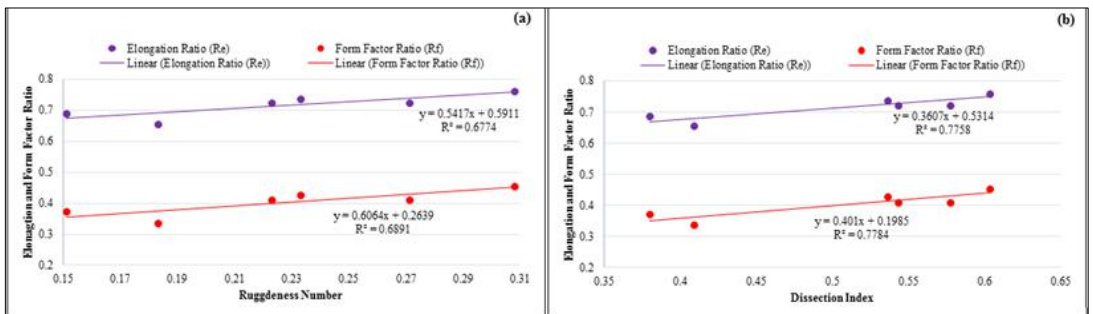 (a)
Elongation Ratio (Re) Form Factor Ratio (Rf)
Linear (Elongation Ratio (Re)) Linear (Form Factor Ratio (Rf))
Elonagtion and Form Factor Ratio
0.8
0.7
0.6
0.5
0.4
0.3
0.2
y = 0.5417x + 0.5911
R² = 0.6774
y = 0.6064x + 0.2639
R² = 0.6891
0.15 0.17 0.19 0.21 0.23 0.25 0.27 0.29 0.31
Ruggdeness Number
(b)
Elongation Ratio (Re) Form Factor Ratio (Rf)
Linear (Elongation Ratio (Re)) Linear (Form Factor Ratio (Rf))
Elongation and Form Factor Ratio
0.8
0.7
0.6
0.5
0.4
0.3
0.2
y = 0.3607x + 0.5314
R² = 0.7758
y = 0.401x + 0.1985
R² = 0.7784
0.35 0.4 0.45 0.5 0.55 0.6 0.65
Dissection Index